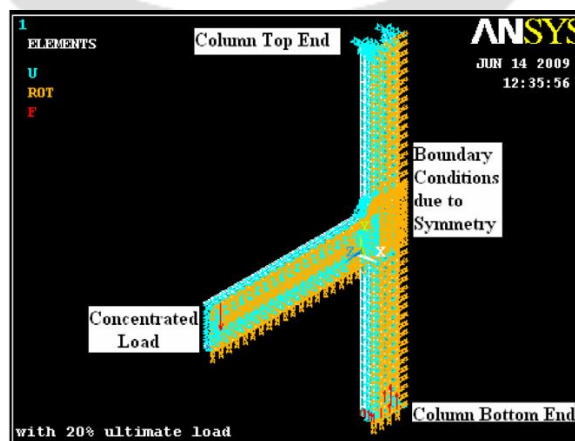 1
ELEMENTS
U
ROT
F
Column Top End
ANSYS
JUN 14 2009
12:35:56
Boundary
Conditions
due to
Symmetry
Z
X
Concentrated
Load
Column Bottom End
with 20% ultimate load